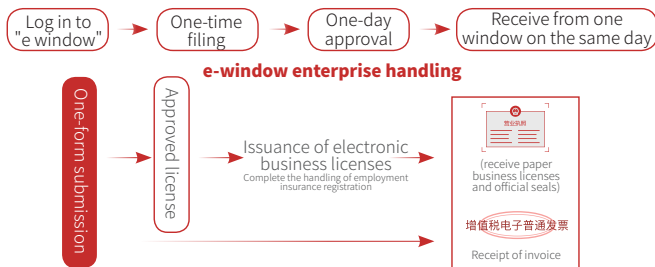 Log in to
"e window"
One-time
filing
One-day
approval
Receive from one
window on the same day
e-window enterprise handling
One-form submission
Approved license
Issuance of electronic
business licenses
Complete the handling of employment
insurance registration
营业执照
(receive paper
business licenses
and official seals)
增值税电子普通发票
Receipt of invoice